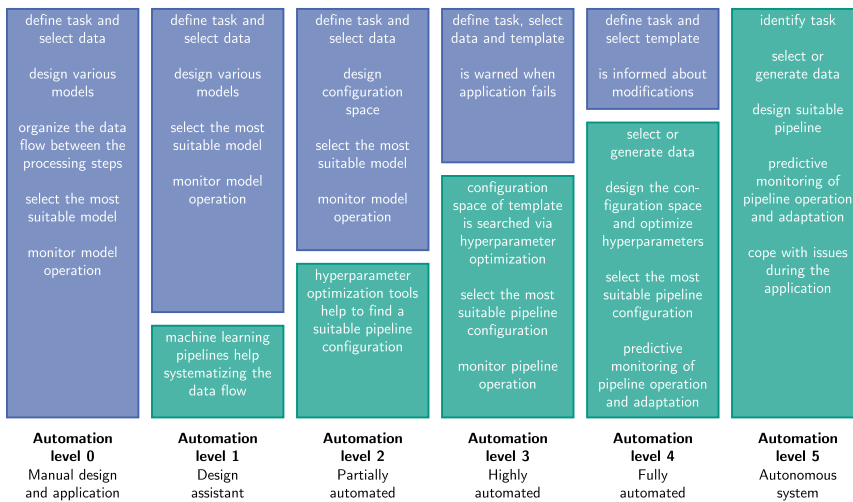 define task and
select data
design various
models
organize the data
flow between the
processing steps
select the most
suitable model
monitor model
operation
Automation
level 0
Manual design
and application
define task and
select data
design various
models
select the most
suitable model
monitor model
operation
machine learning
pipelines help
systematizing the
data flow
Automation
level 1
Design
assistant
define task and
select data
design
configuration
space
select the most
suitable model
monitor model
operation
hyperparameter
optimization tools
help to find a
suitable pipeline
configuration
Automation
level 2
Partially
automated
define task, select
data and template
is warned when
application fails
configuration
space of template
is searched via
hyperparameter
optimization
select the most
suitable pipeline
configuration
monitor pipeline
operation
Automation
level 3
Highly
automated
define task and
select template
is informed about
modifications
select or
generate data
design the con-
figuration space
and optimize
hyperparameters
select the most
suitable pipeline
configuration
predictive
monitoring of
pipeline operation
and adaptation
Automation
level 4
Fully
automated
identify task
select or
generate data
design suitable
pipeline
predictive
monitoring of
pipeline operation
and adaptation
cope with issues
during the
application
Automation
level 5
Autonomous
system